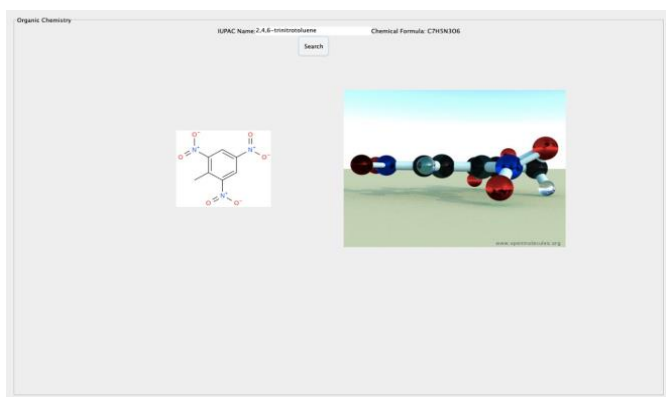 Organic Chemistry
IUPAC Name: 2,4,6-trinitrotoluene Chemical Formula: C7H5N3O6
Search
O⁻ O
O N⁺ N⁺ O⁻
O N⁺ O⁻
www.openmolecules.org